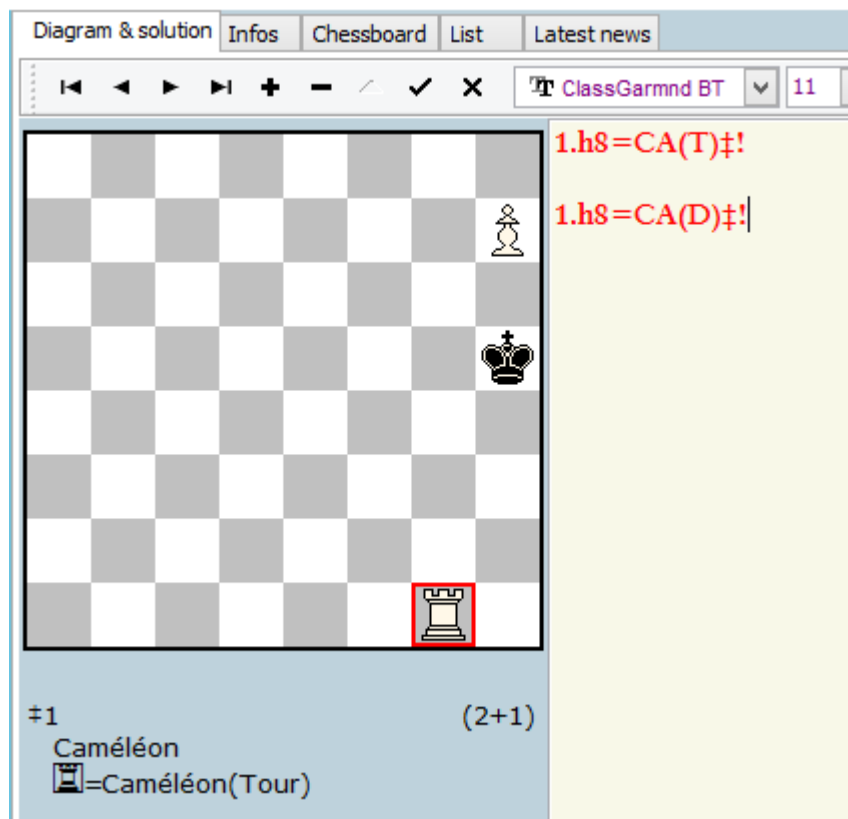 Diagram & solution Infos Chessboard List Latest news
ClassGarmnd BT 11
1.h8=CA(T)‡!
1.h8=CA(D)‡!
‡1 (2+1)
Caméléon
=Caméléon(Tour)